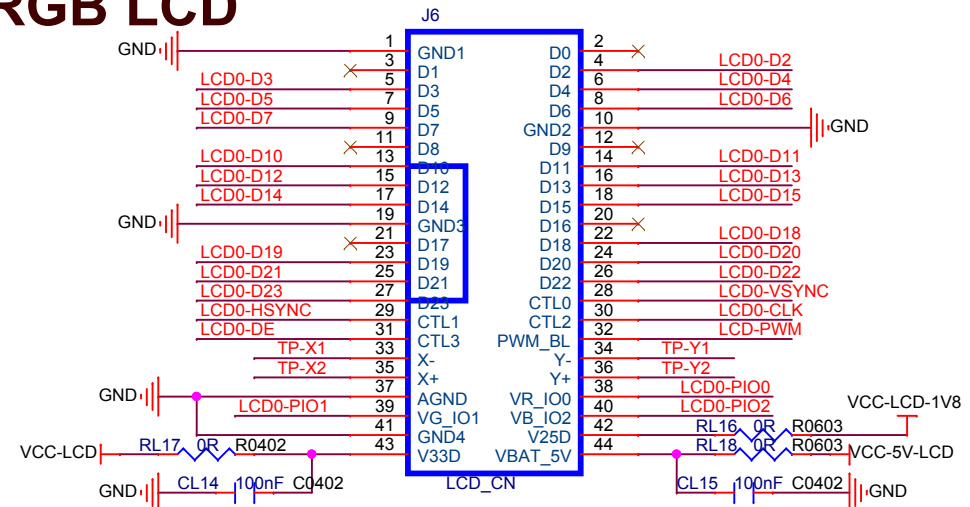 RGB LCD
J6
GND 1 GND1 D0 2
3 D1 D2 4 LCD0-D2
LCD0-D3 5 D3 D4 6 LCD0-D4
LCD0-D5 7 D5 D6 8 LCD0-D6
LCD0-D7 9 D7 GND2 10 GND
11 D8 D9 12
LCD0-D10 13 D10 D11 14 LCD0-D11
LCD0-D12 15 D12 D13 16 LCD0-D13
LCD0-D14 17 D14 D15 18 LCD0-D15
GND 19 GND3 D16 20
21 D17 D18 22 LCD0-D18
LCD0-D19 23 D19 D20 24 LCD0-D20
LCD0-D21 25 D21 D22 26 LCD0-D22
LCD0-D23 27 D23 CTL0 28 LCD0-VSYNC
LCD0-HSYNC 29 CTL1 CTL2 30 LCD0-CLK
LCD0-DE 31 CTL3 PWM_BL 32 LCD-PWM
TP-X1 33 X- Y- 34 TP-Y1
TP-X2 35 X+ Y+ 36 TP-Y2
GND 37 AGND VR_IO0 38 LCD0-PIO0
LCD0-PIO1 39 VG_IO1 VB_IO2 40 LCD0-PIO2
41 GND4 V25D 42 RL16 0R R0603 VCC-LCD-1V8
VCC-LCD RL17 0R R0402 43 V33D VBAT_5V 44 RL18 0R R0603 VCC-5V-LCD
GND CL14 100nF C0402 LCD_CN CL15 100nF C0402 GND